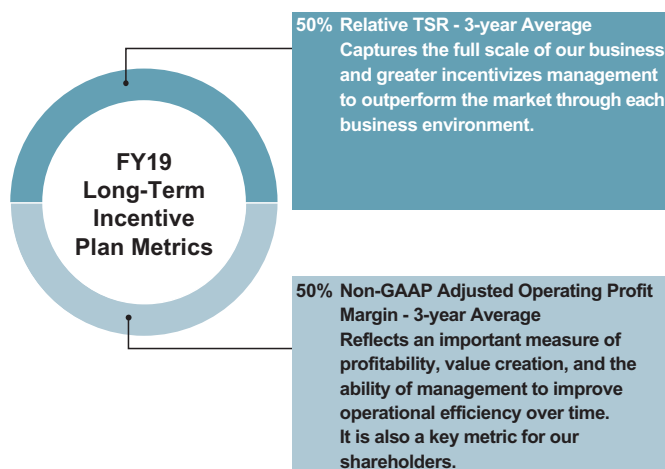 50% Relative TSR - 3-year Average
Captures the full scale of our business
and greater incentivizes management
to outperform the market through each
business environment.
FY19
Long-Term
Incentive
Plan Metrics
50% Non-GAAP Adjusted Operating Profit
Margin - 3-year Average
Reflects an important measure of
profitability, value creation, and the
ability of management to improve
operational efficiency over time.
It is also a key metric for our
shareholders.